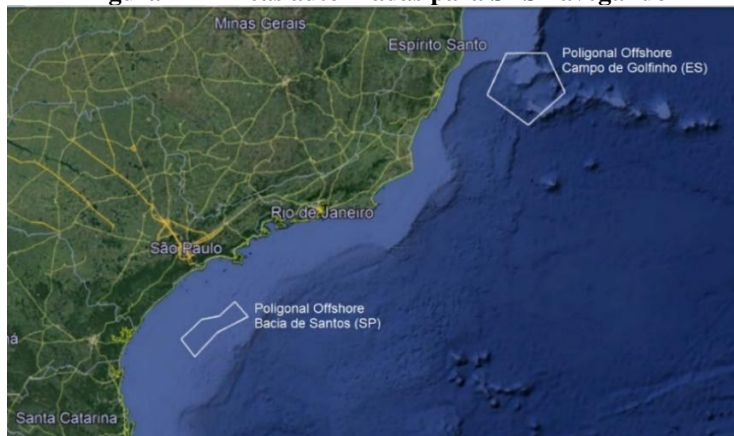 Minas Gerais
Espírito Santo
Poligonal Offshore
Campo de Golfinho (ES)
Rio de Janeiro
São Paulo
Poligonal Offshore
Bacia de Santos (SP)
Santa Catarina